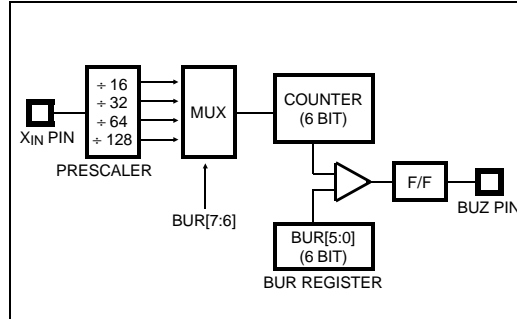 ÷ 16
÷ 32
÷ 64
÷ 128
XIN PIN
PRESCALER
MUX
BUR[7:6]
COUNTER
(6 BIT)
F/F
BUZ PIN
BUR[5:0]
(6 BIT)
BUR REGISTER